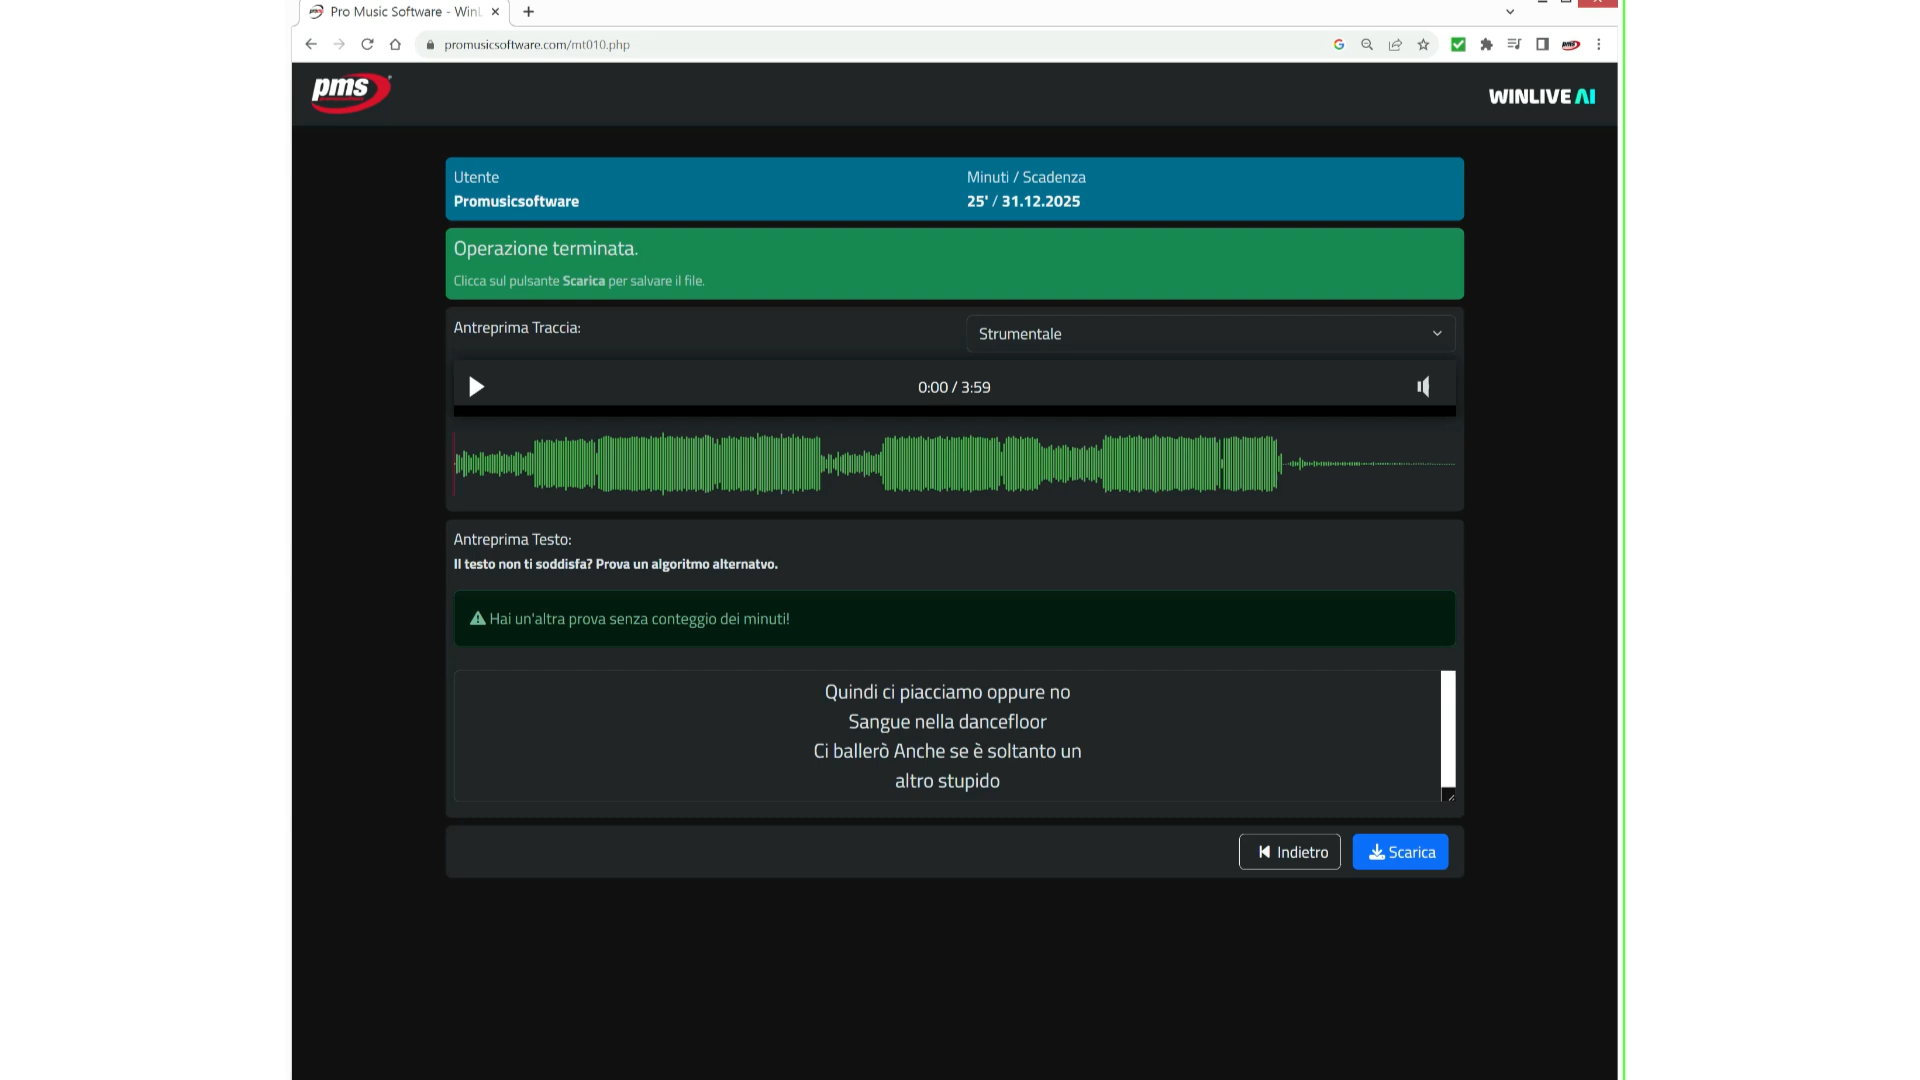 Pro Music Software - WinL
promusicsoftware.com/mt010.php
pms
WINLIVE AI
Utente
Minuti / Scadenza
Promusicsoftware
25' / 31.12.2025
Operazione terminata.
Clicca sul pulsante Scarica per salvare il file.
Antreprima Traccia:
Strumentale
0:00 / 3:59
Antreprima Testo:
Il testo non ti soddisfa? Prova un algoritmo alternatvo.
Hai un'altra prova senza conteggio dei minuti!
Quindi ci piacciamo oppure no
Sangue nella dancefloor
Ci ballerò Anche se è soltanto un
altro stupido
Indietro
Scarica